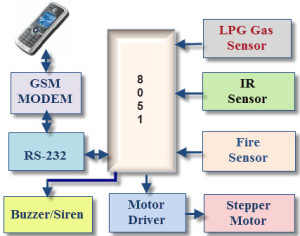 LPG Gas
Sensor
GSM
MODEM
8
0
5
1
IR
Sensor
RS-232
Fire
Sensor
Buzzer/Siren
Motor
Driver
Stepper
Motor